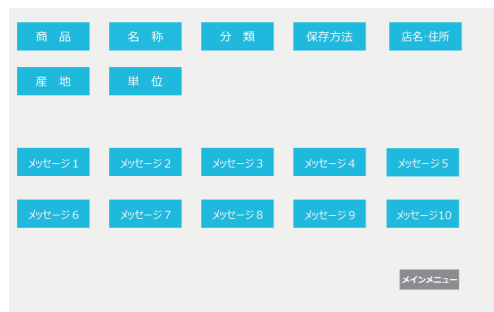 商　品　名　称　分　類　保存方法　店名・住所
産　地　単　位
メッセージ1　メッセージ2　メッセージ3　メッセージ4　メッセージ5
メッセージ6　メッセージ7　メッセージ8　メッセージ9　メッセージ10
メインメニュー